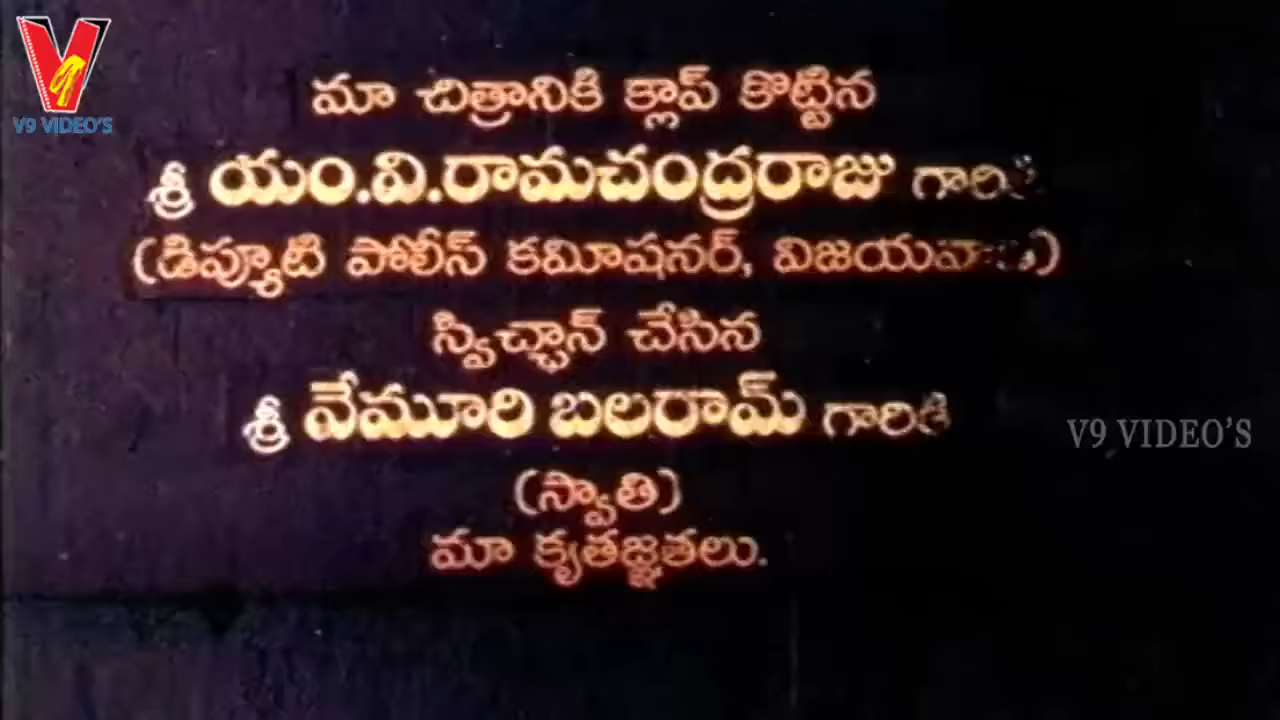 V9 VIDEO'S
మా చిత్రానికి క్లాప్ కొట్టిన
శ్రీ యం.వి.రామచంద్రరాజు గారికి
(డిప్యూటి పోలీస్ కమీషనర్,
స్విచ్ఛాన్ చేసిన
శ్రీ వేమూరి బలరామ్ గారికి
V9 VIDEO'S
(స్వాతి)
మా కృతజ్ఞతలు.